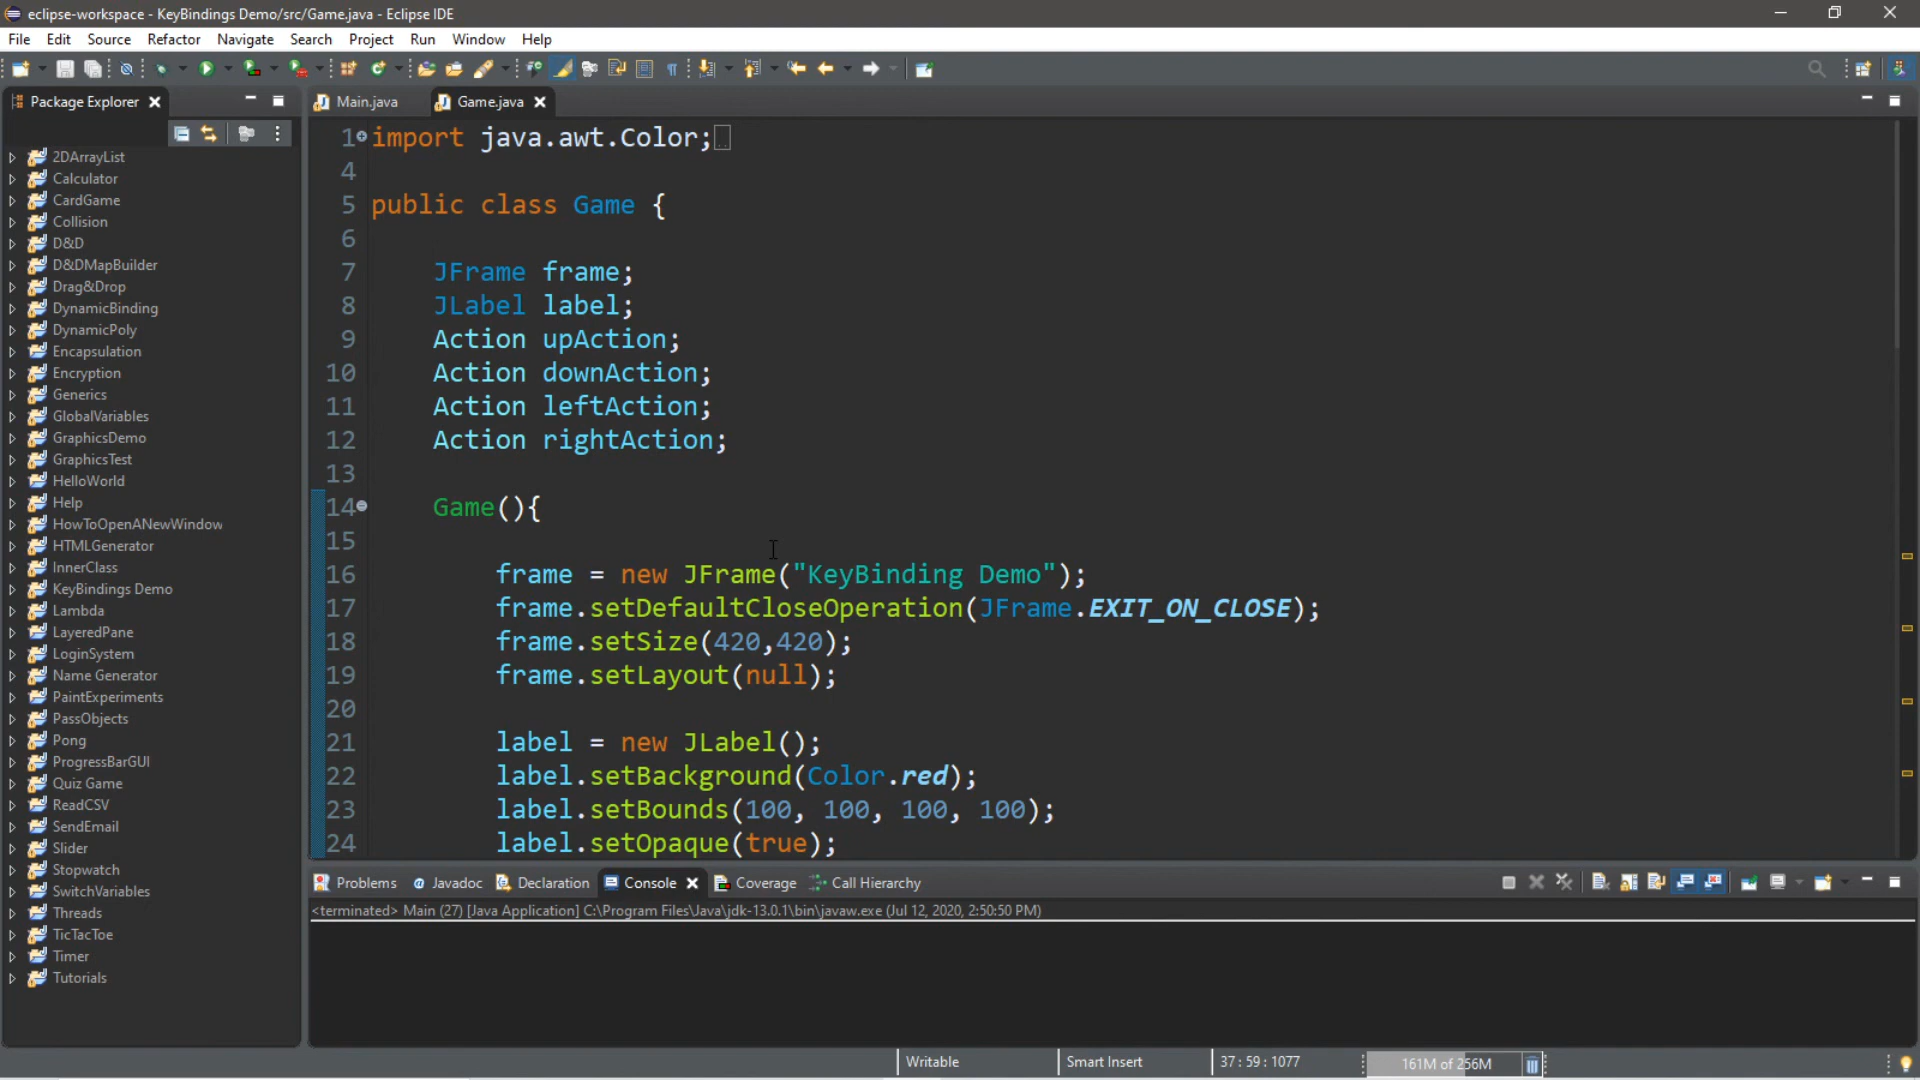 eclipse-workspace - KeyBindings Demo/src/Game.java - Eclipse IDE
File Edit Source Refactor Navigate Search Project Run Window Help
Package Explorer
Main.java Game.java
2DArrayList
Calculator
CardGame
Collision
D&D
D&DMapBuilder
Drag&Drop
DynamicBinding
DynamicPoly
Encapsulation
Encryption
Generics
GlobalVariables
GraphicsDemo
GraphicsTest
HelloWorld
Help
HowToOpenANewWindow
HTMLGenerator
InnerClass
KeyBindings Demo
Lambda
LayeredPane
LoginSystem
Name Generator
PaintExperiments
PassObjects
Pong
ProgressBarGUI
Quiz Game
ReadCSV
SendEmail
Slider
Stopwatch
SwitchVariables
Threads
TicTacToe
Timer
Tutorials
1 import java.awt.Color;
4
5 public class Game {
6
7 JFrame frame;
8 JLabel label;
9 Action upAction;
10 Action downAction;
11 Action leftAction;
12 Action rightAction;
13
14 Game(){
15
16 frame = new JFrame("KeyBinding Demo");
17 frame.setDefaultCloseOperation(JFrame.EXIT_ON_CLOSE);
18 frame.setSize(420,420);
19 frame.setLayout(null);
20
21 label = new JLabel();
22 label.setBackground(Color.red);
23 label.setBounds(100, 100, 100, 100);
24 label.setOpaque(true);
Problems Javadoc Declaration Console Coverage Call Hierarchy
<terminated> Main (27) [Java Application] C:\Program Files\Java\jdk-13.0.1\bin\javaw.exe (Jul 12, 2020, 2:50:50 PM)
Writable Smart Insert 37 : 59 : 1077 161M of 256M